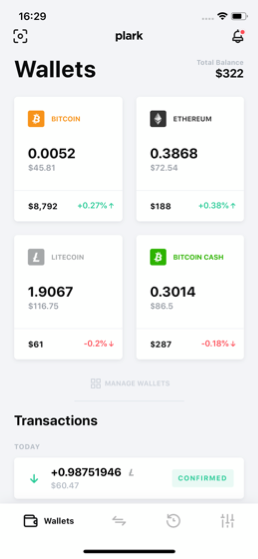 16:29
plark
Wallets
Total Balance
$322
BITCOIN
0.0052
$45.81
$8,792 +0.27%↑
ETHEREUM
0.3868
$72.54
$188 +0.38%↑
LITECOIN
1.9067
$116.75
$61 -0.2%↓
BITCOIN CASH
0.3014
$86.5
$287 -0.18%↓
MANAGE WALLETS
Transactions
TODAY
+0.98751946 Ł
$60.47
CONFIRMED
Wallets